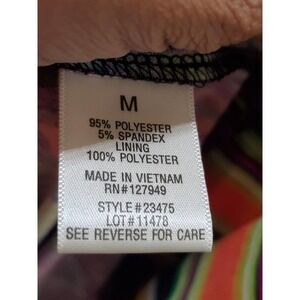 M
95% POLYESTER
5% SPANDEX
LINING
100% POLYESTER
MADE IN VIETNAM
RN#127949
STYLE#23475
LOT#11478
SEE REVERSE FOR CARE